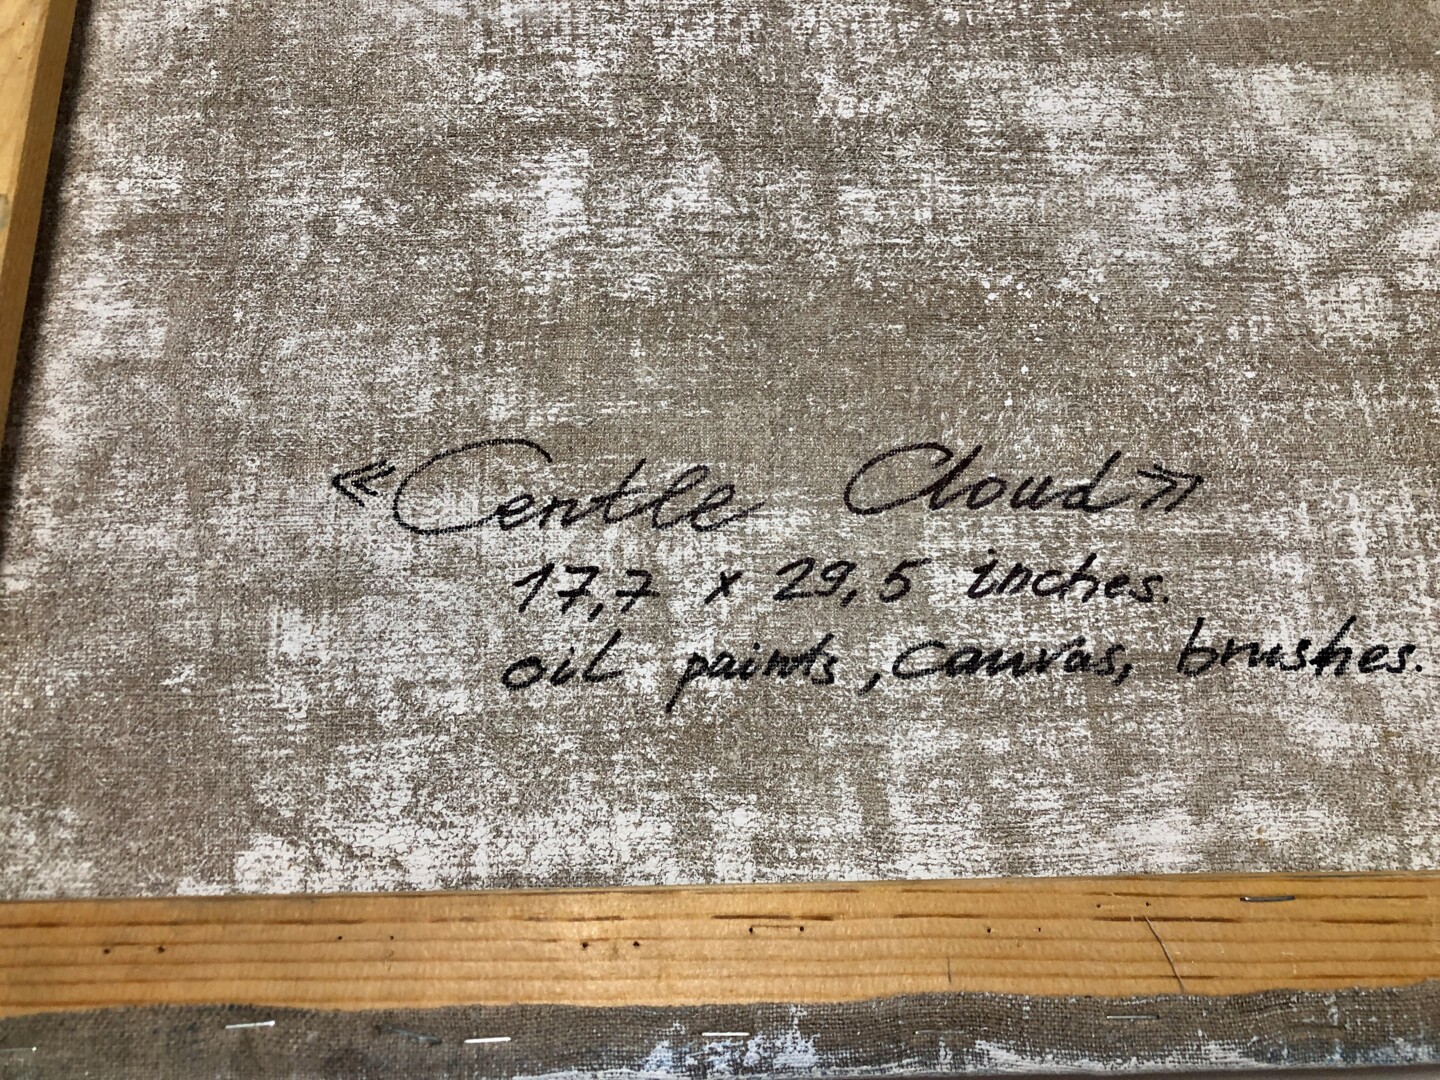 «Gentle Cloud»
17,7 x 29,5 inches.
oil paints, canvas, brushes.